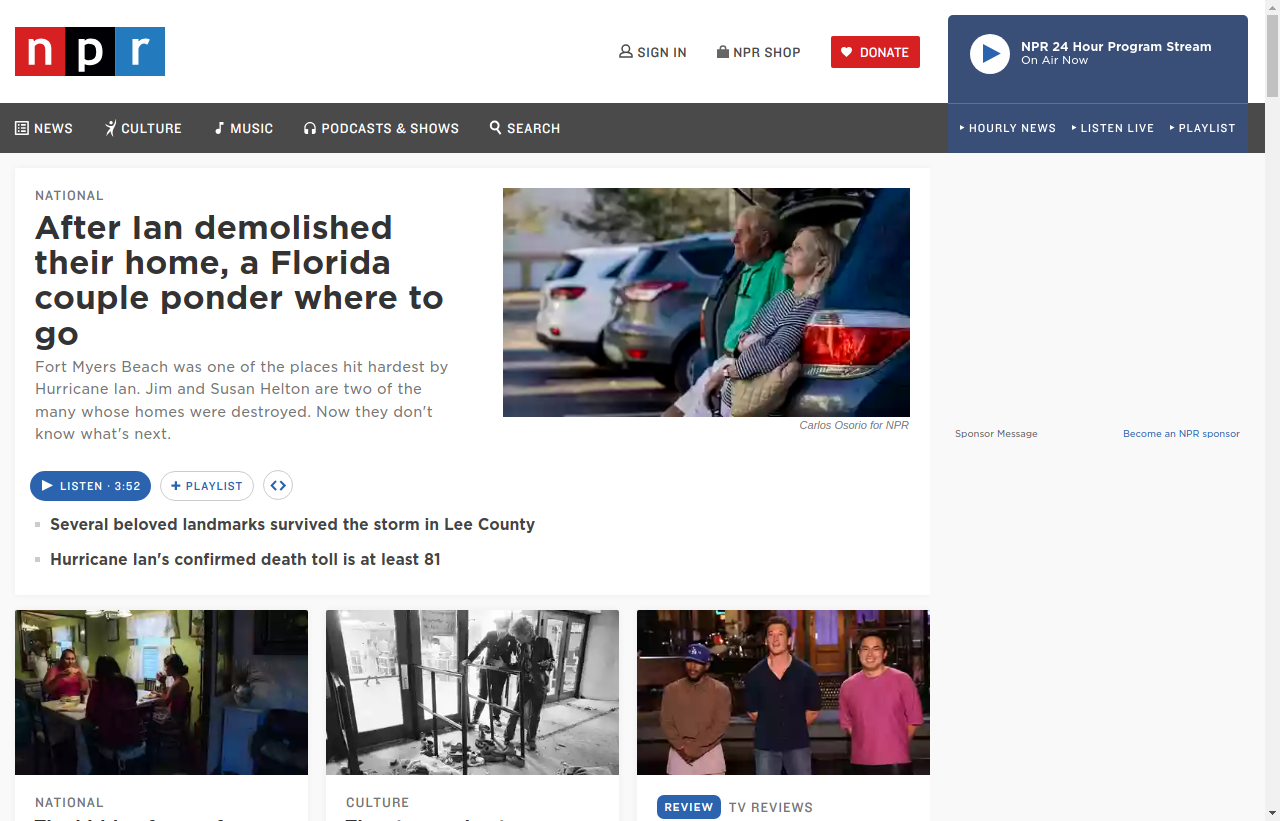 npr
SIGN IN
NPR SHOP
DONATE
NPR 24 Hour Program Stream
On Air Now
NEWS
CULTURE
MUSIC
PODCASTS & SHOWS
SEARCH
HOURLY NEWS
LISTEN LIVE
PLAYLIST
NATIONAL
After Ian demolished
their home, a Florida
couple ponder where to
go
Fort Myers Beach was one of the places hit hardest by
Hurricane Ian. Jim and Susan Helton are two of the
many whose homes were destroyed. Now they don't
know what's next.
Carlos Osorio for NPR
Sponsor Message
Become an NPR sponsor
LISTEN · 3:52
PLAYLIST
Several beloved landmarks survived the storm in Lee County
Hurricane Ian's confirmed death toll is at least 81
NATIONAL
CULTURE
REVIEW
TV REVIEWS